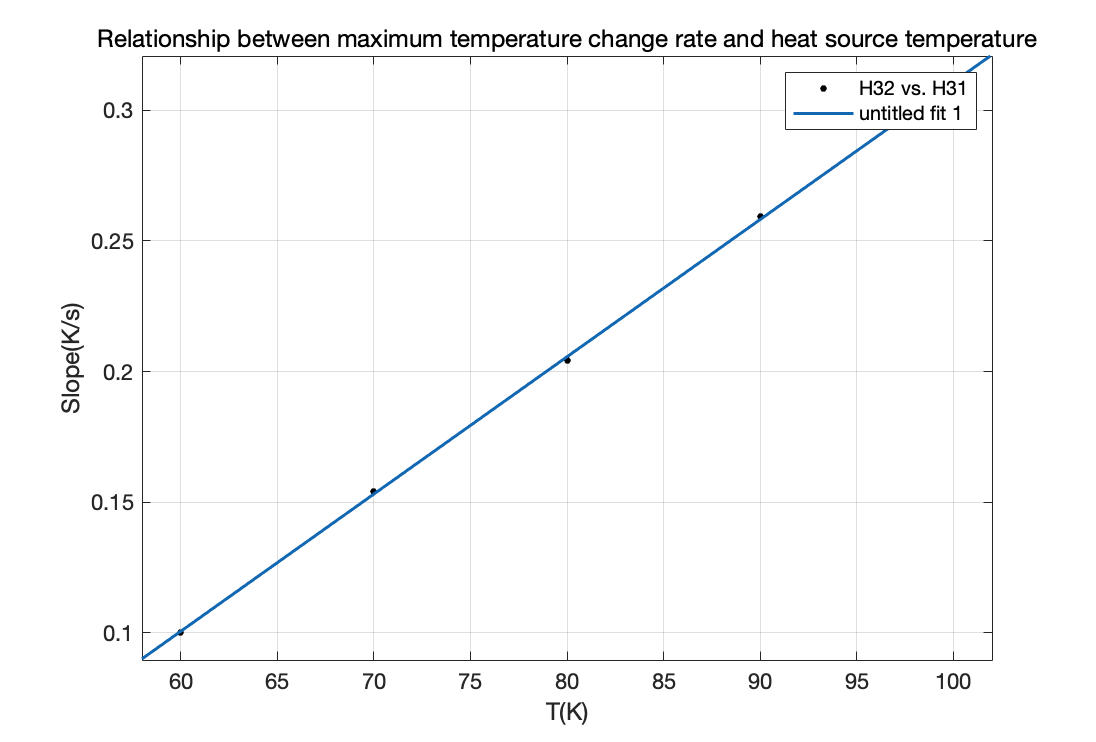 Relationship between maximum temperature change rate and heat source temperature
H32 vs. H31
untitled fit 1
0.3
0.25
0.2
0.15
0.1
Slope(K/s)
60 65 70 75 80 85 90 95 100
T(K)